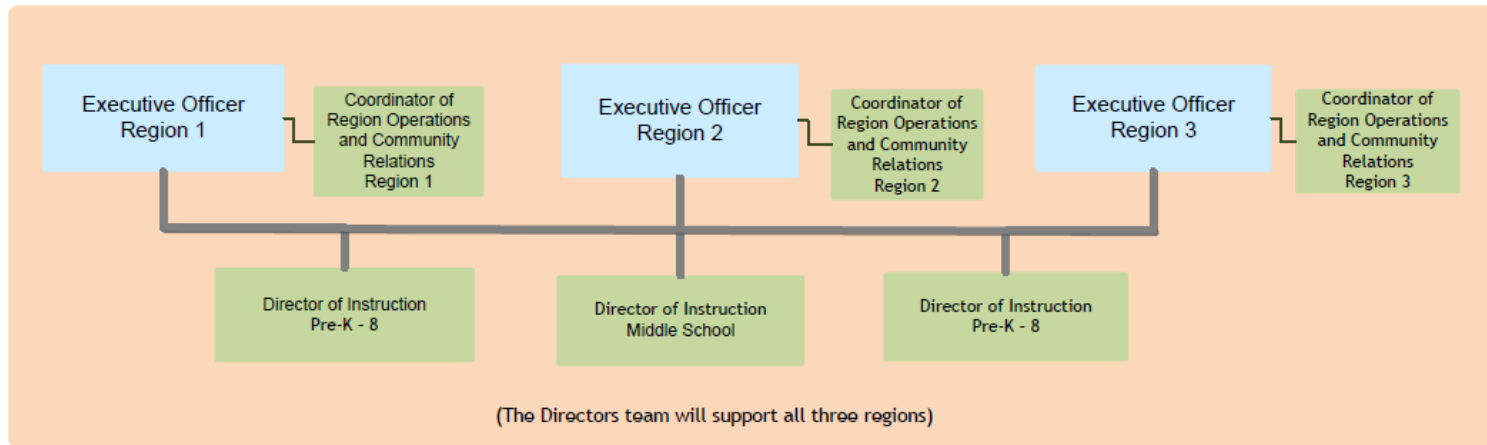 Executive Officer
Region 1
Coordinator of
Region Operations
and Community
Relations
Region 1
Executive Officer
Region 2
Coordinator of
Region Operations
and Community
Relations
Region 2
Executive Officer
Region 3
Coordinator of
Region Operations
and Community
Relations
Region 3
Director of Instruction
Pre-K - 8
Director of Instruction
Middle School
Director of Instruction
Pre-K - 8
(The Directors team will support all three regions)